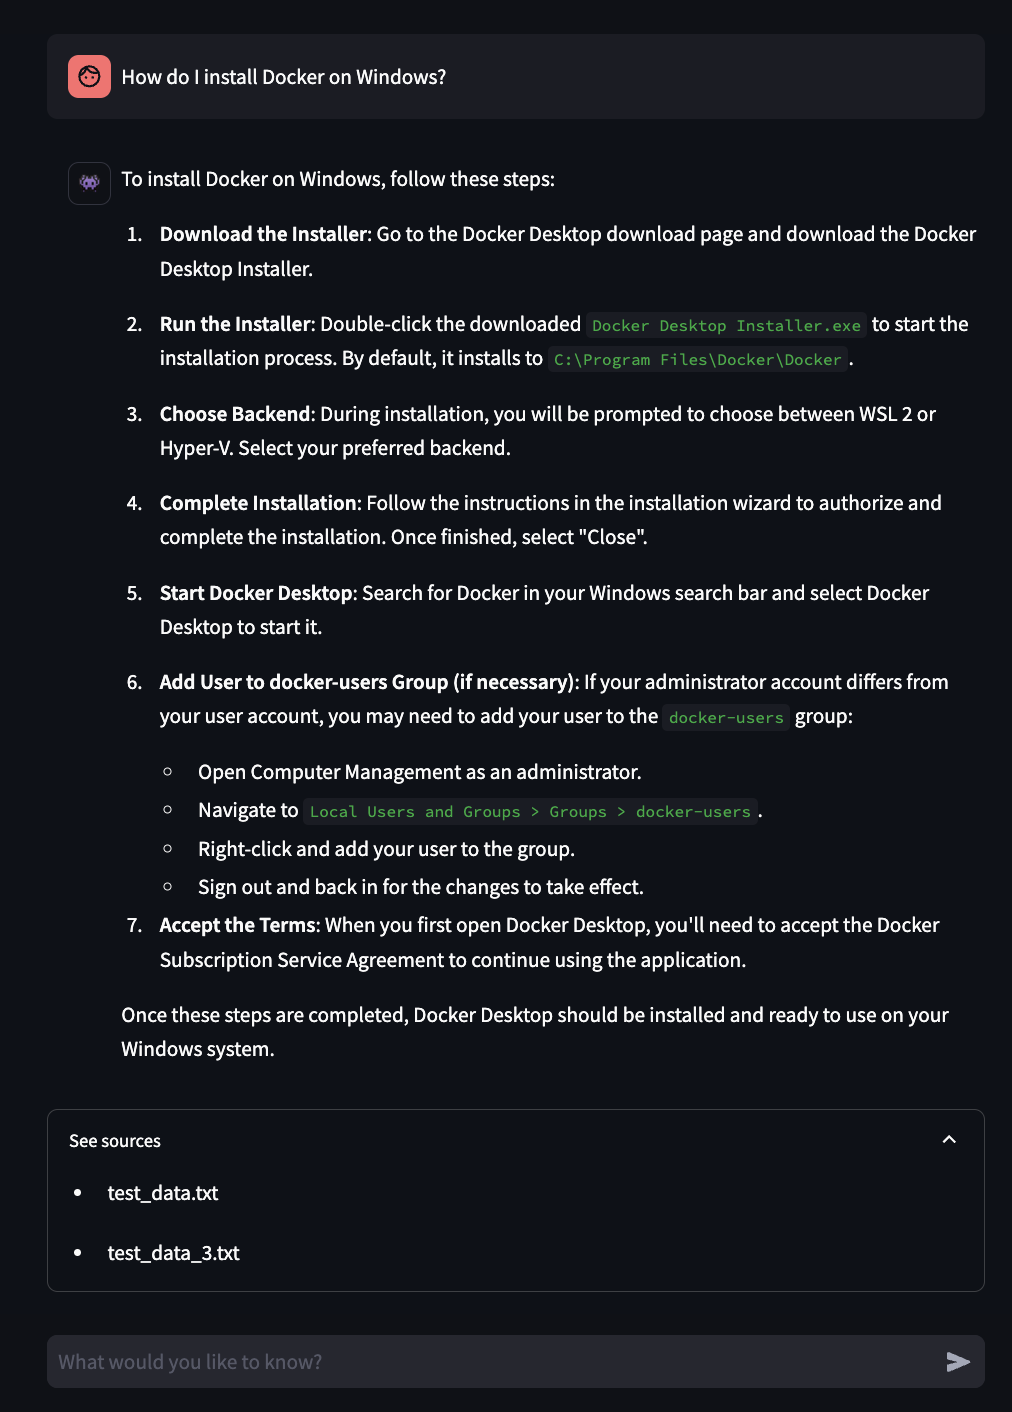 How do I install Docker on Windows?
To install Docker on Windows, follow these steps:
1. Download the Installer: Go to the Docker Desktop download page and download the Docker
Desktop Installer.
2. Run the Installer: Double-click the downloaded Docker Desktop Installer.exe to start the
installation process. By default, it installs to C:\Program Files\Docker\Docker.
3. Choose Backend: During installation, you will be prompted to choose between WSL 2 or
Hyper-V. Select your preferred backend.
4. Complete Installation: Follow the instructions in the installation wizard to authorize and
complete the installation. Once finished, select "Close".
5. Start Docker Desktop: Search for Docker in your Windows search bar and select Docker
Desktop to start it.
6. Add User to docker-users Group (if necessary): If your administrator account differs from
your user account, you may need to add your user to the docker-users group:
Open Computer Management as an administrator.
Navigate to Local Users and Groups > Groups > docker-users.
Right-click and add your user to the group.
Sign out and back in for the changes to take effect.
7. Accept the Terms: When you first open Docker Desktop, you'll need to accept the Docker
Subscription Service Agreement to continue using the application.
Once these steps are completed, Docker Desktop should be installed and ready to use on your
Windows system.
See sources
• test_data.txt
• test_data_3.txt
What would you like to know?